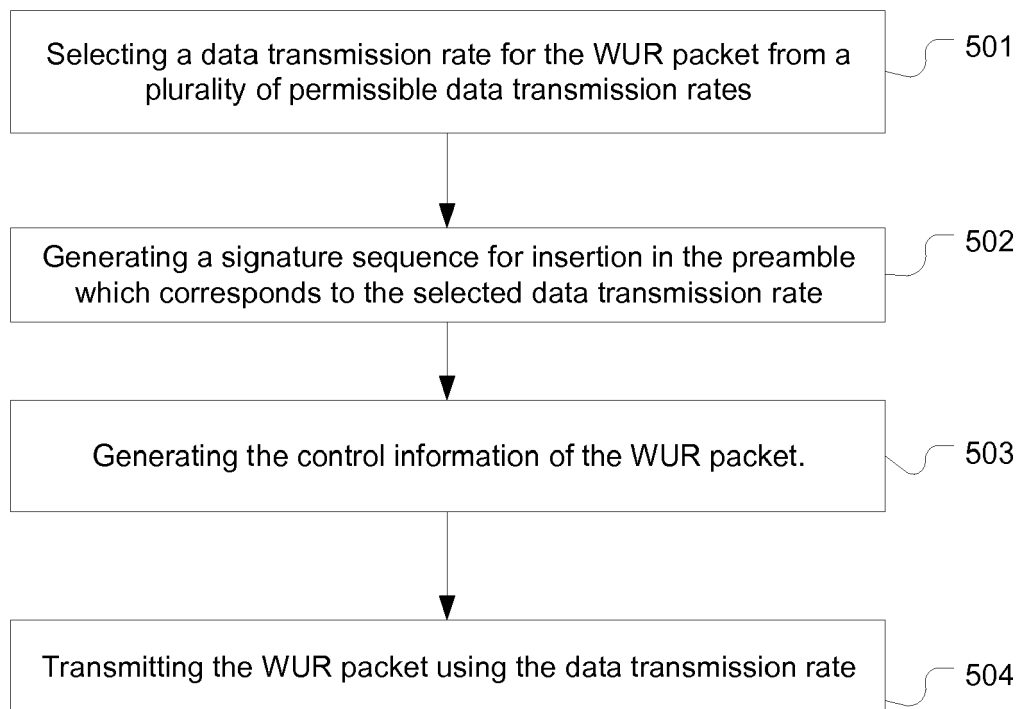 Selecting a data transmission rate for the WUR packet from a
plurality of permissible data transmission rates
501
Generating a signature sequence for insertion in the preamble
which corresponds to the selected data transmission rate
502
Generating the control information of the WUR packet.
503
Transmitting the WUR packet using the data transmission rate
504